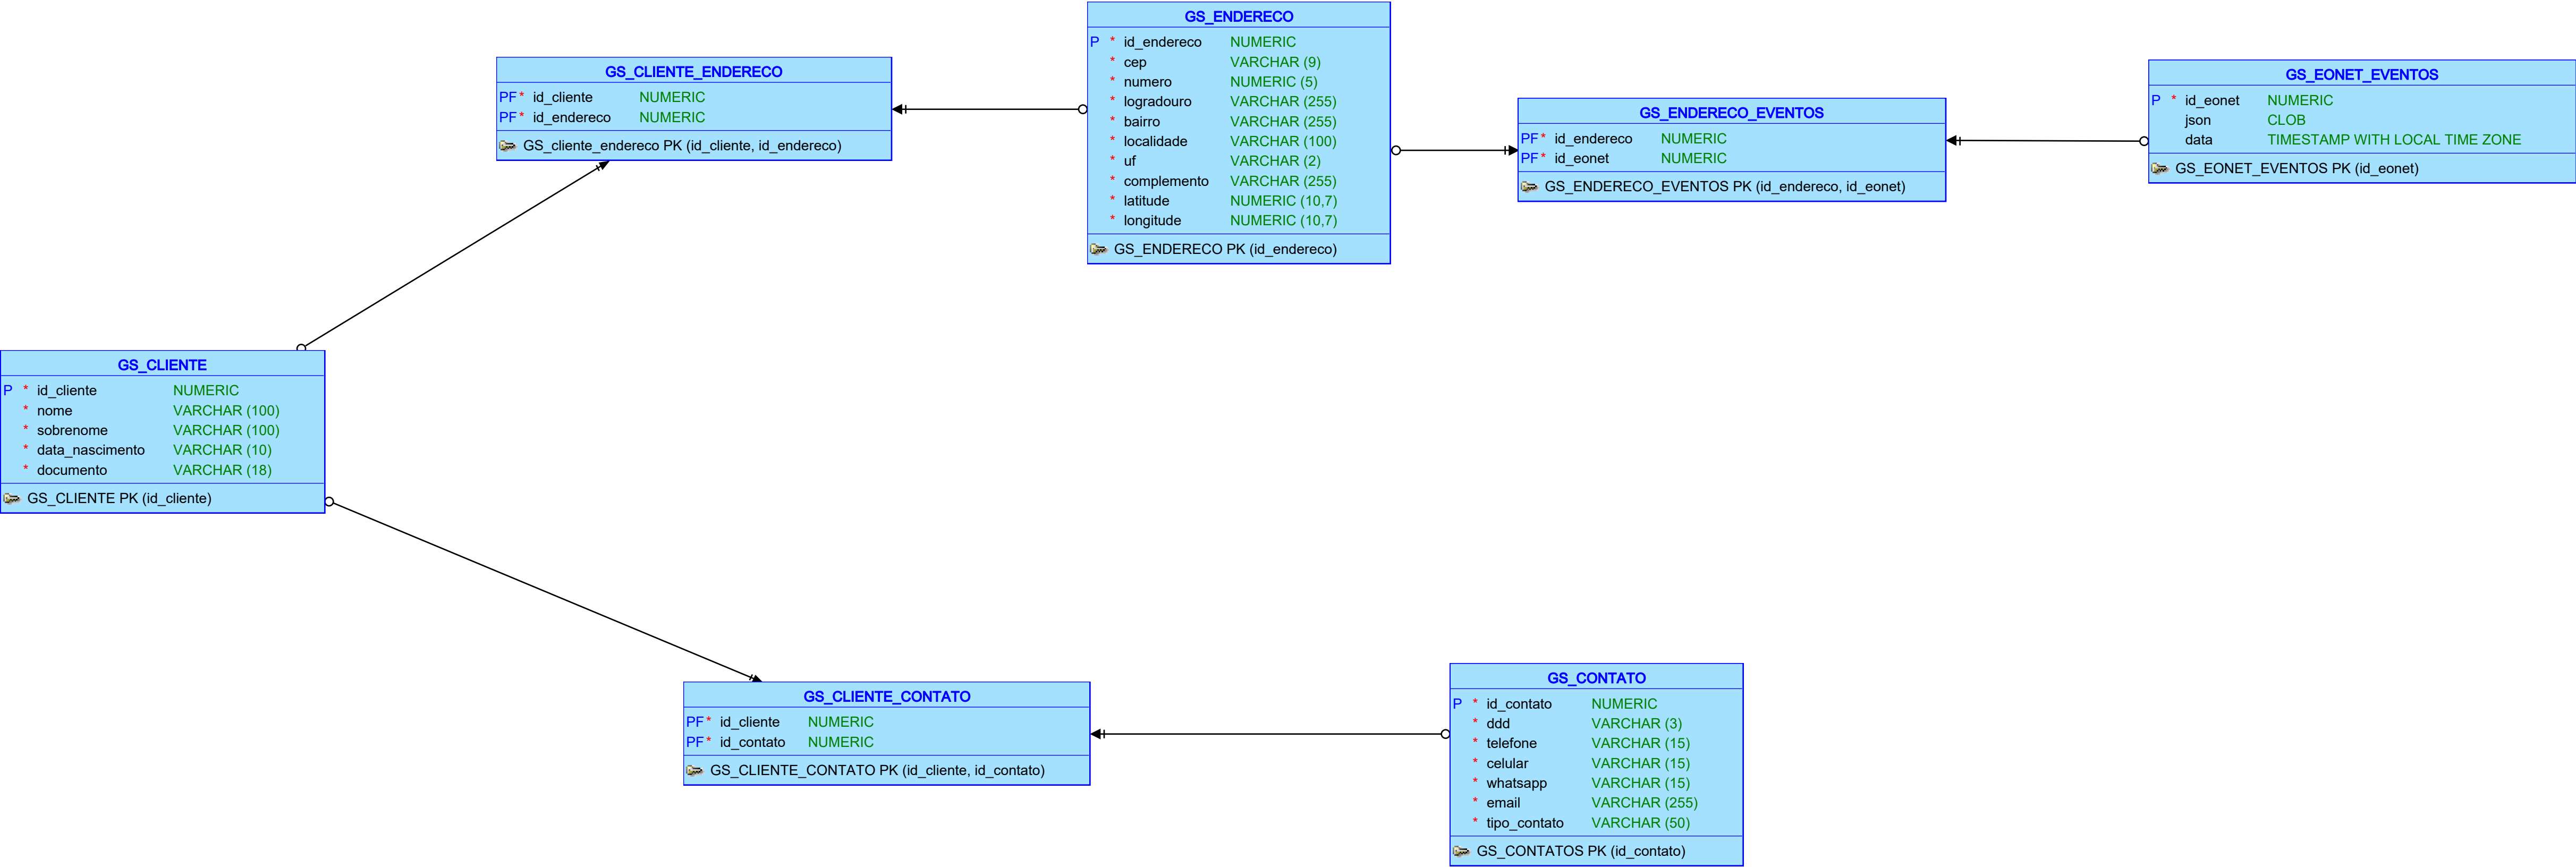 GS_ENDERECO
P * id_endereco NUMERIC
* cep VARCHAR (9)
* numero NUMERIC (5)
* logradouro VARCHAR (255)
* bairro VARCHAR (255)
* localidade VARCHAR (100)
* uf VARCHAR (2)
* complemento VARCHAR (255)
* latitude NUMERIC (10,7)
* longitude NUMERIC (10,7)
GS_ENDERECO PK (id_endereco)
GS_CLIENTE_ENDERECO
PF* id_cliente NUMERIC
PF* id_endereco NUMERIC
GS_cliente_endereco PK (id_cliente, id_endereco)
GS_ENDERECO_EVENTOS
PF* id_endereco NUMERIC
PF* id_eonet NUMERIC
GS_ENDERECO_EVENTOS PK (id_endereco, id_eonet)
GS_EONET_EVENTOS
P * id_eonet NUMERIC
json CLOB
data TIMESTAMP WITH LOCAL TIME ZONE
GS_EONET_EVENTOS PK (id_eonet)
GS_CLIENTE
P * id_cliente NUMERIC
* nome VARCHAR (100)
* sobrenome VARCHAR (100)
* data_nascimento VARCHAR (10)
* documento VARCHAR (18)
GS_CLIENTE PK (id_cliente)
GS_CLIENTE_CONTATO
PF* id_cliente NUMERIC
PF* id_contato NUMERIC
GS_CLIENTE_CONTATO PK (id_cliente, id_contato)
GS_CONTATO
P * id_contato NUMERIC
* ddd VARCHAR (3)
* telefone VARCHAR (15)
* celular VARCHAR (15)
* whatsapp VARCHAR (15)
* email VARCHAR (255)
* tipo_contato VARCHAR (50)
GS_CONTATOS PK (id_contato)